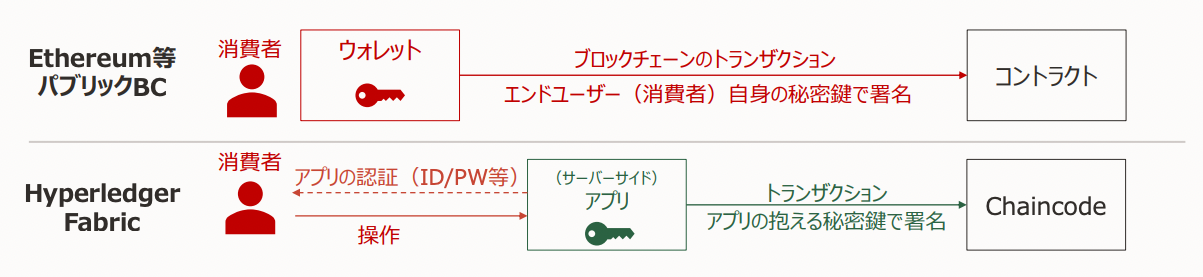 Ethereum等
パブリックBC
消費者
ウォレット
ブロックチェーンのトランザクション
エンドユーザー（消費者）自身の秘密鍵で署名
コントラクト
Hyperledger
Fabric
消費者
アプリの認証（ID/PW等）
操作
（サーバーサイド）
アプリ
トランザクション
アプリの抱える秘密鍵で署名
Chaincode